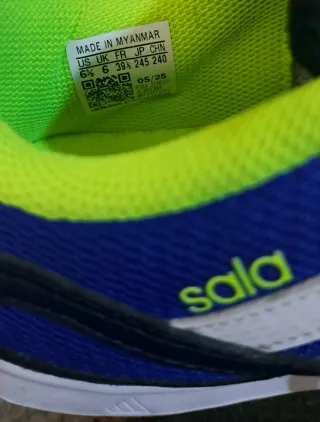 MADE IN MYANMAR
US UK FR JP CHN
6½ 6 39⅓ 245 240
05/25
sala